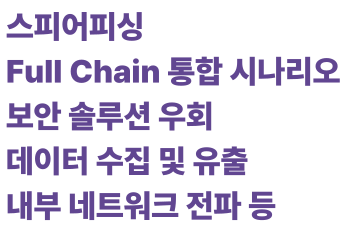 스피어피싱
Full Chain 통합 시나리오
보안 솔루션 우회
데이터 수집 및 유출
내부 네트워크 전파 등